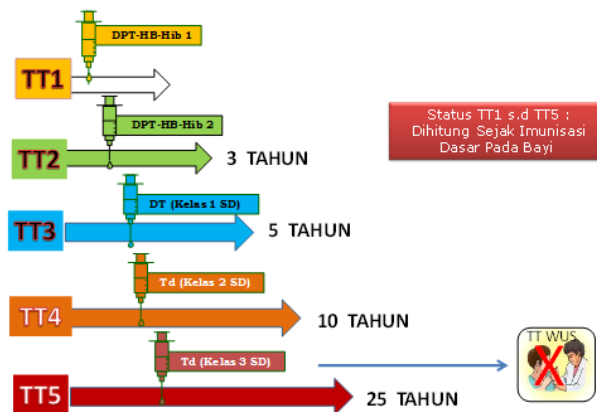 DPT-HB-Hib 1
TT1
DPT-HB-Hib 2
TT2
3 TAHUN
Status TT1 s.d TT5 :
Dihitung Sejak Imunisasi
Dasar Pada Bayi
DT (Kelas 1 SD)
TT3
5 TAHUN
Td (Kelas 2 SD)
TT4
10 TAHUN
Td (Kelas 3 SD)
TT WUS
X
TT5
25 TAHUN